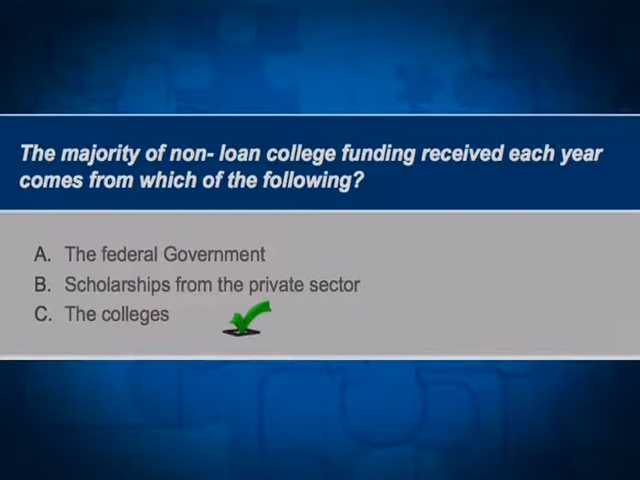 The majority of non- loan college funding received each year
comes from which of the following?
A. The federal Government
B. Scholarships from the private sector
C. The colleges